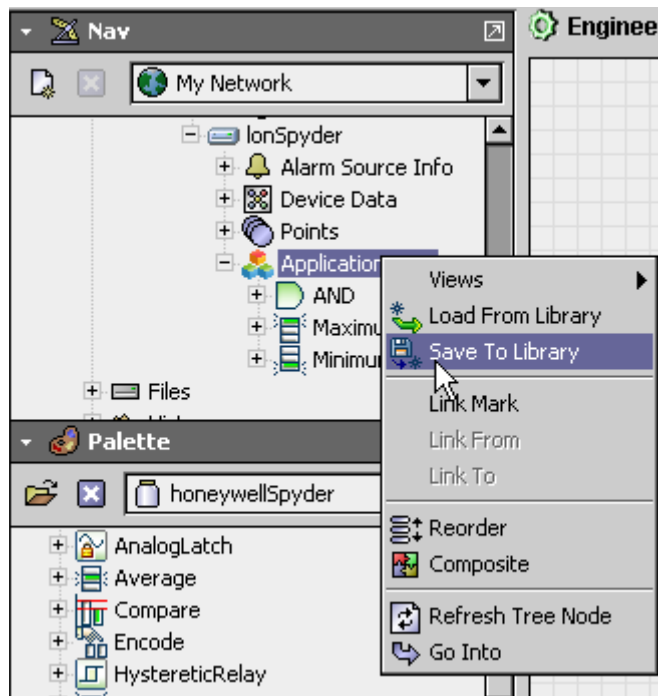 Nav
Enginee
My Network
lonSpyder
Alarm Source Info
Device Data
Points
Application
AND
Maximu
Minimu
Files
Views
Load From Library
Save To Library
Link Mark
Link From
Link To
Reorder
Composite
Refresh Tree Node
Go Into
Palette
honeywellSpyder
AnalogLatch
Average
Compare
Encode
HystereticRelay